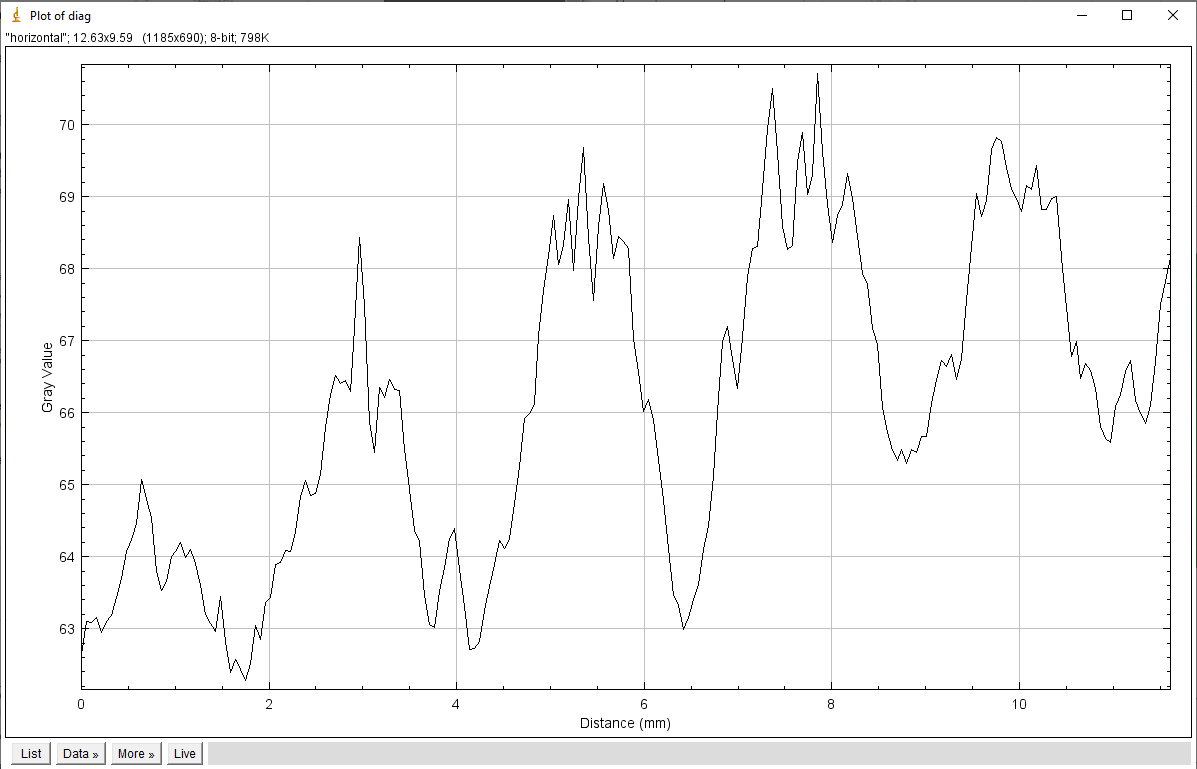 Plot of diag
"horizontal"; 12.63x9.59 (1185x690); 8-bit; 798K
70
69
68
67
66
65
64
63
Gray Value
0 2 4 6 8 10
Distance (mm)
List Data » More » Live